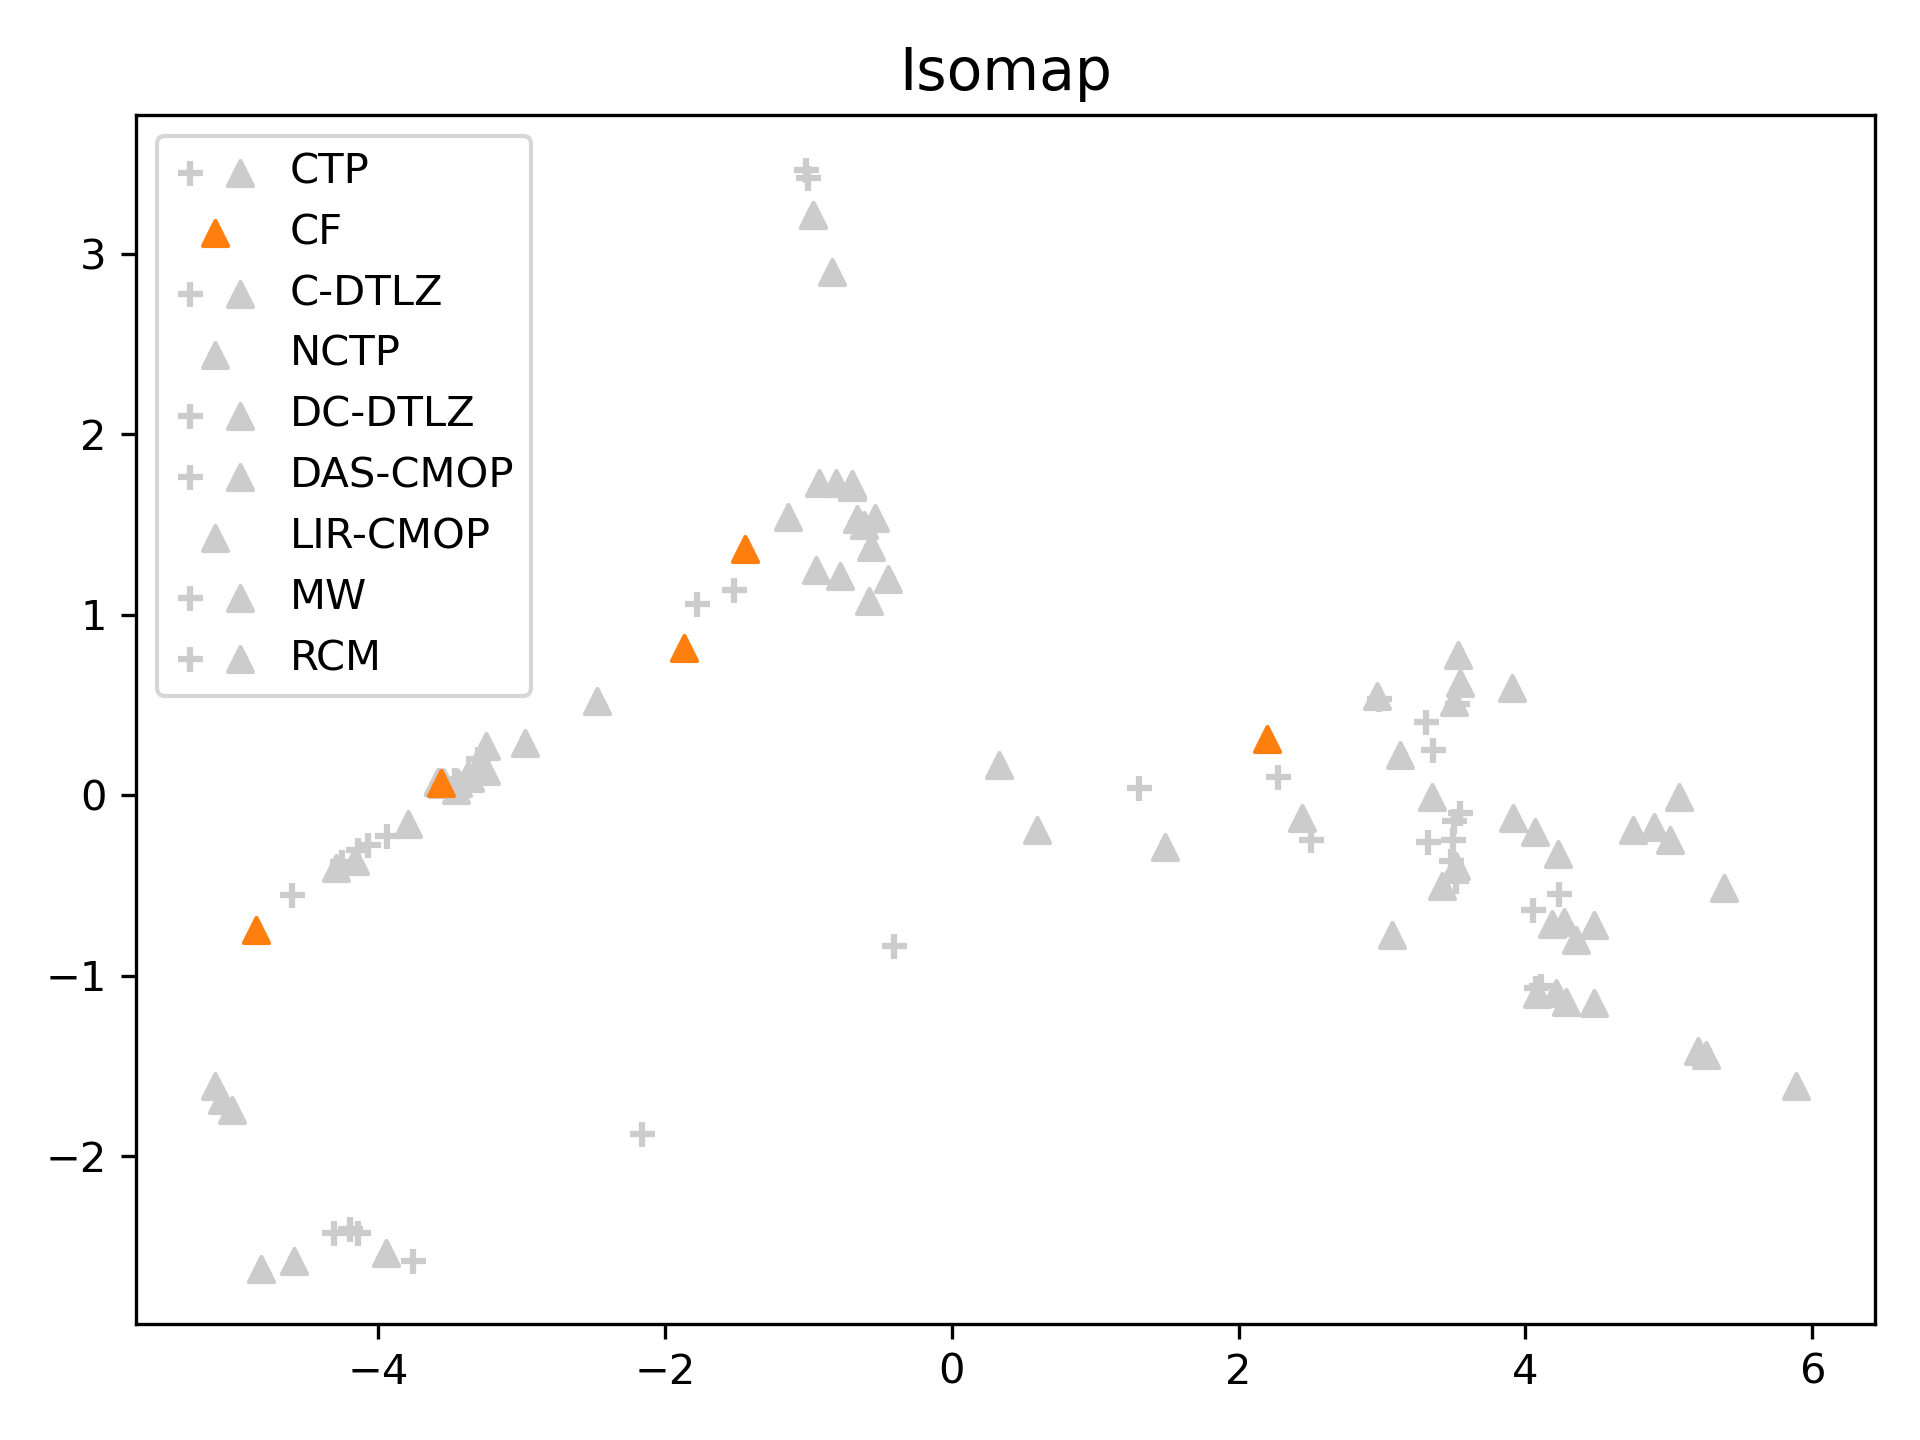 Isomap
CTP
CF
C-DTLZ
NCTP
DC-DTLZ
DAS-CMOP
LIR-CMOP
MW
RCM
3
2
1
0
−1
−2
−4 −2 0 2 4 6